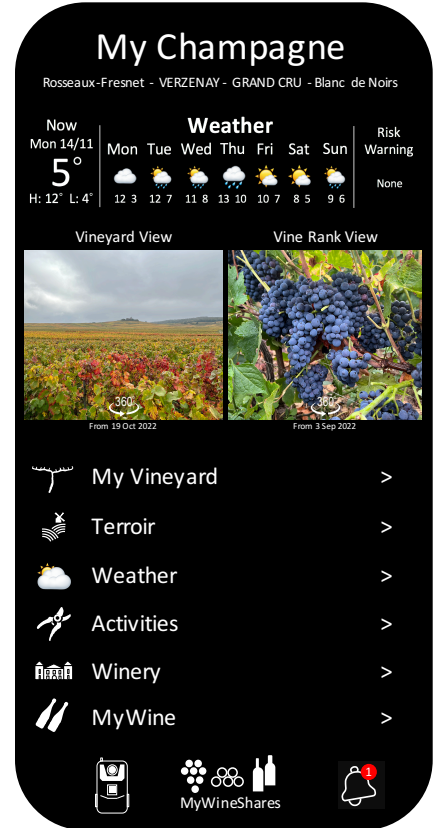 My Champagne
Rosseaux-Fresnet - VERZENAY - GRAND CRU - Blanc de Noirs
Now
Mon 14/11
5°
H: 12° L: 4°
Weather
Mon Tue Wed Thu Fri Sat Sun
12 3 12 7 11 8 13 10 10 7 8 5 9 6
Risk
Warning
None
Vineyard View
Vine Rank View
360°
360°
From 19 Oct 2022
From 3 Sep 2022
My Vineyard >
Terroir >
Weather >
Activities >
Winery >
MyWine >
MyWineShares
1